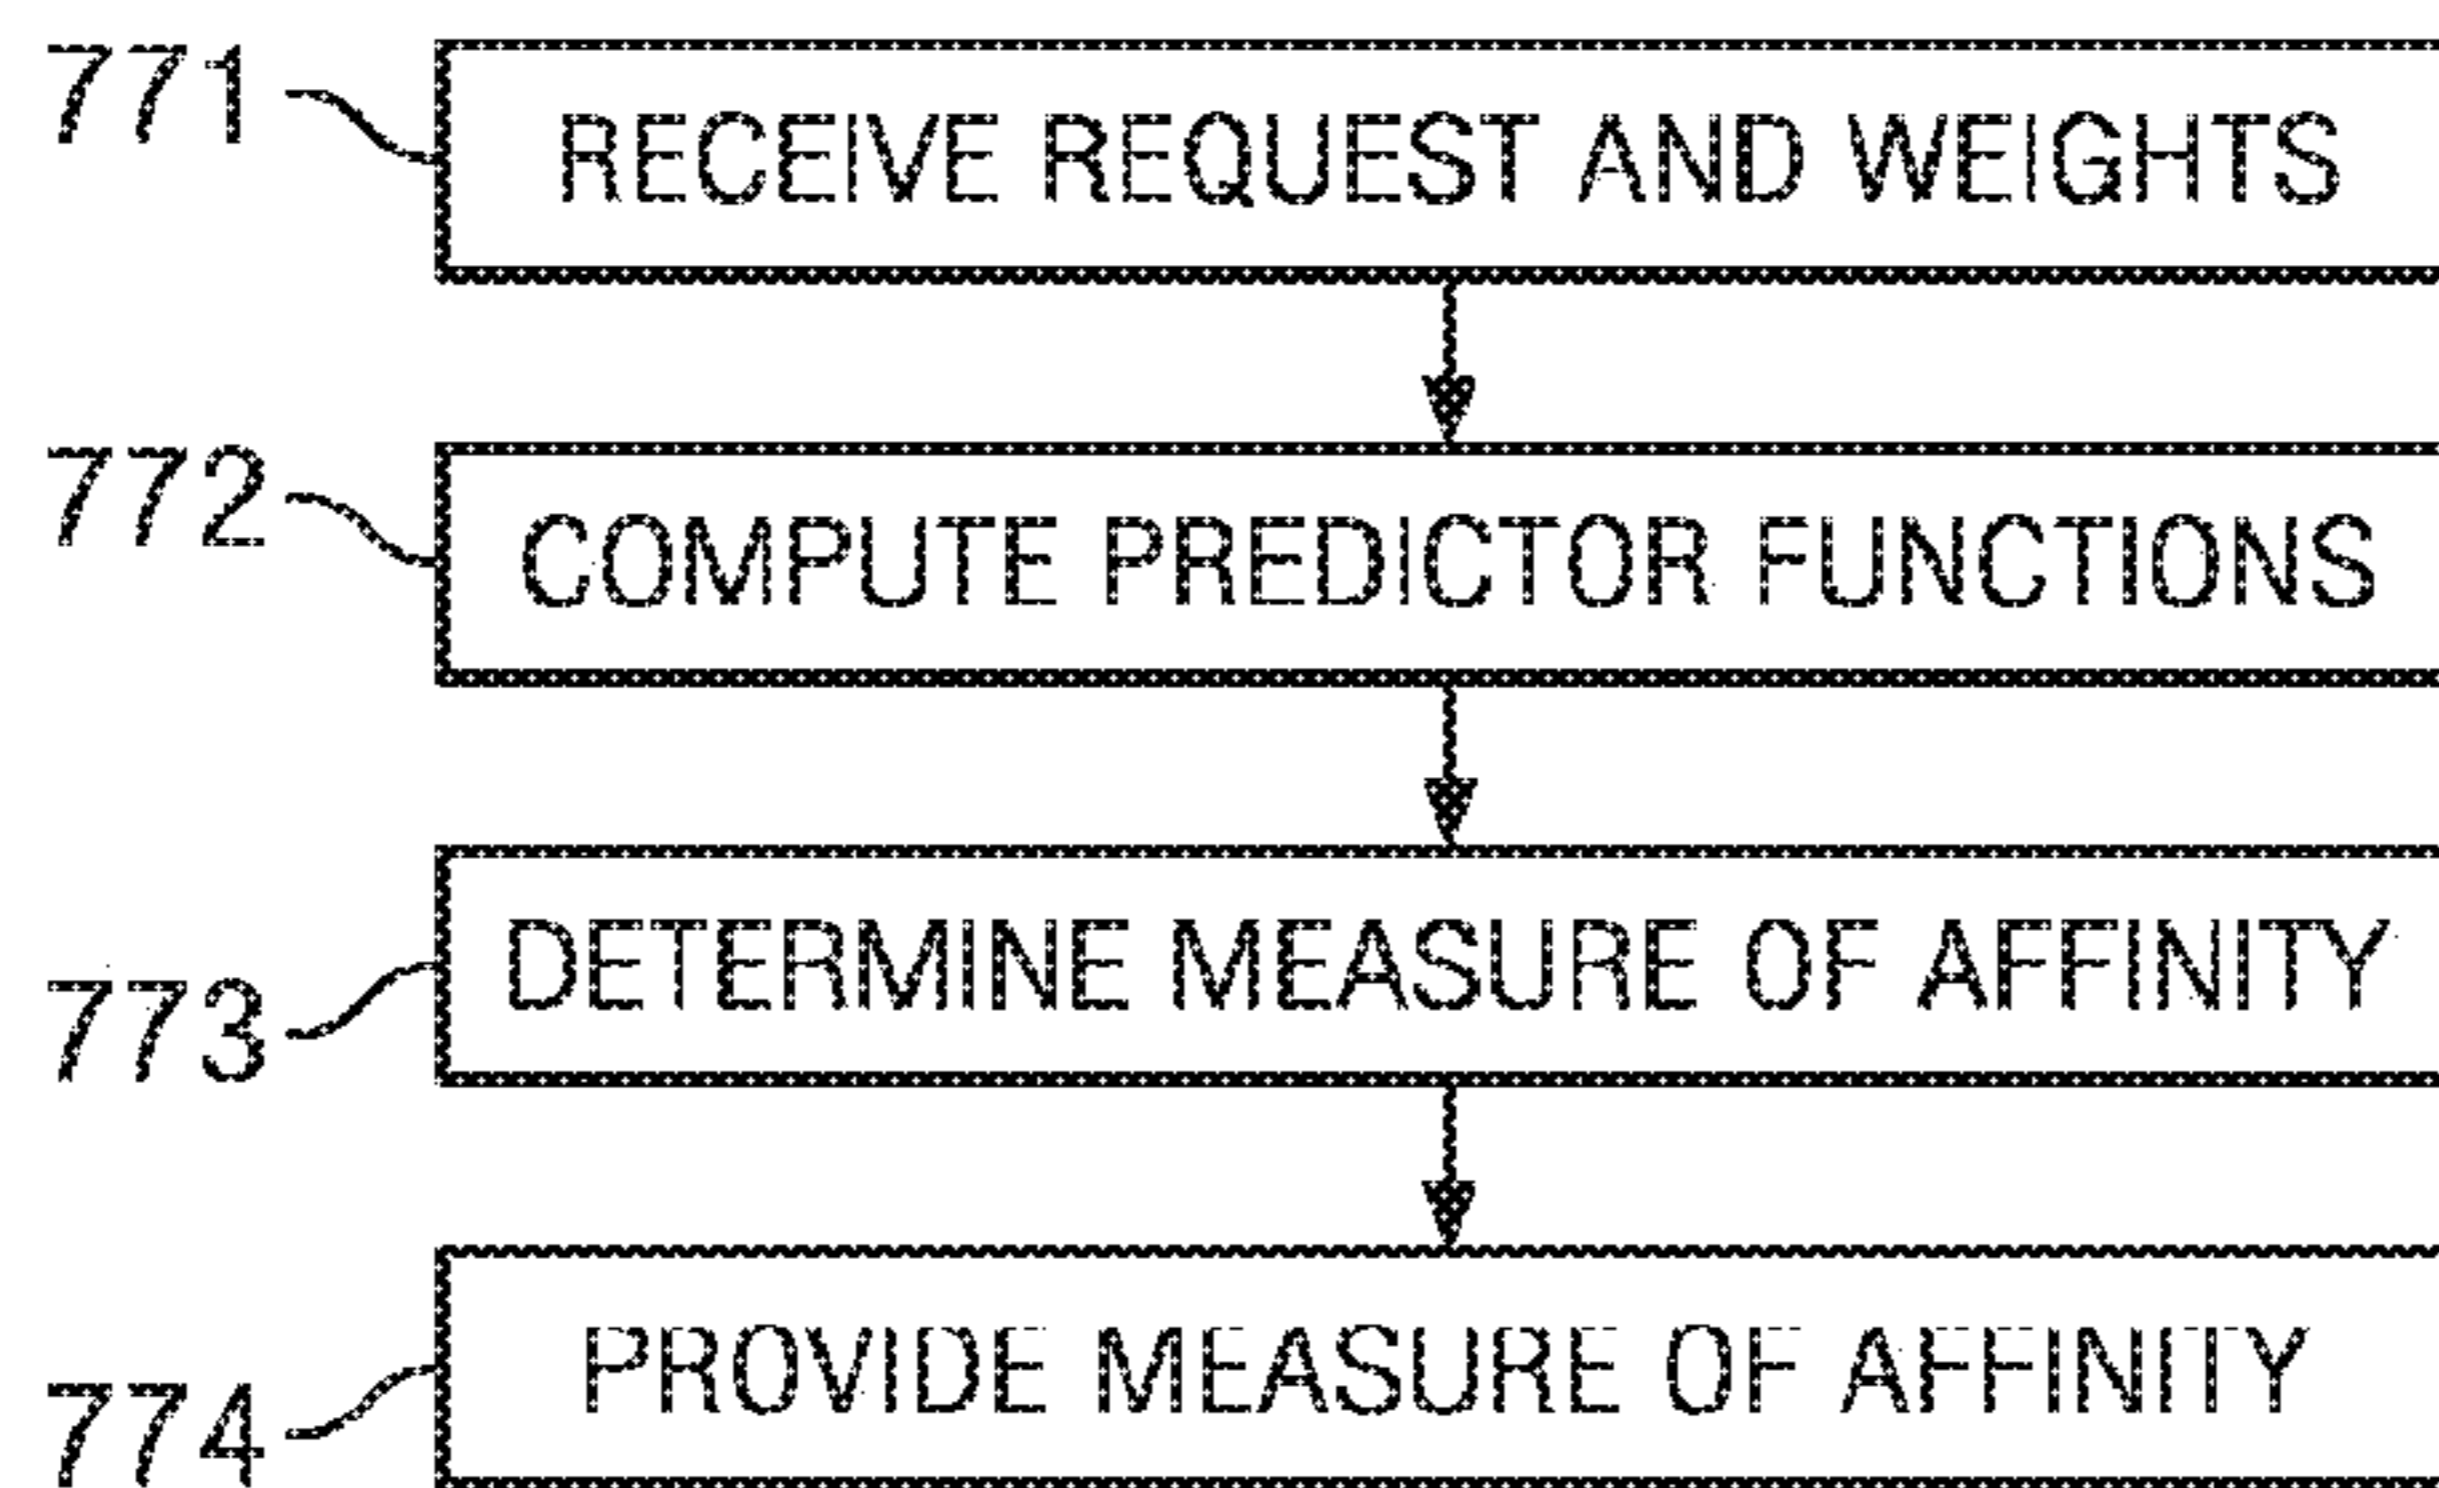 771 RECEIVE REQUEST AND WEIGHTS
772 COMPUTE PREDICTOR FUNCTIONS
773 DETERMINE MEASURE OF AFFINITY
774 PROVIDE MEASURE OF AFFINITY